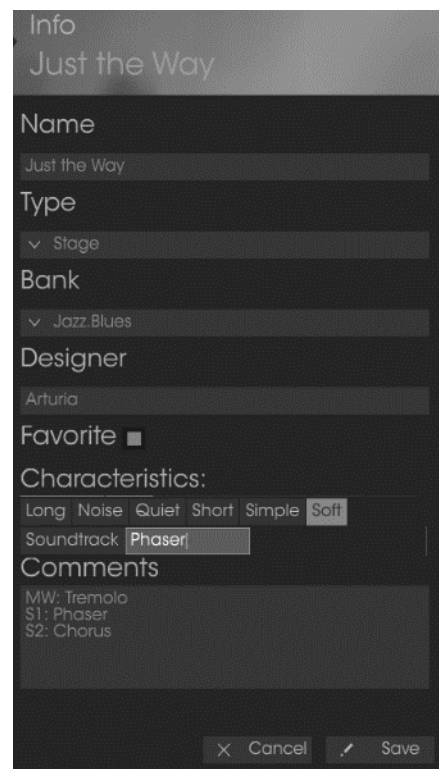 Info
Just the Way
Name
Just the Way
Type
Stage
Bank
Jazz.Blues
Designer
Arturia
Favorite
Characteristics:
Long Noise Quiet Short Simple Soft
Soundtrack Phaser
Comments
MW: Tremolo
S1: Phaser
S2: Chorus
Cancel Save